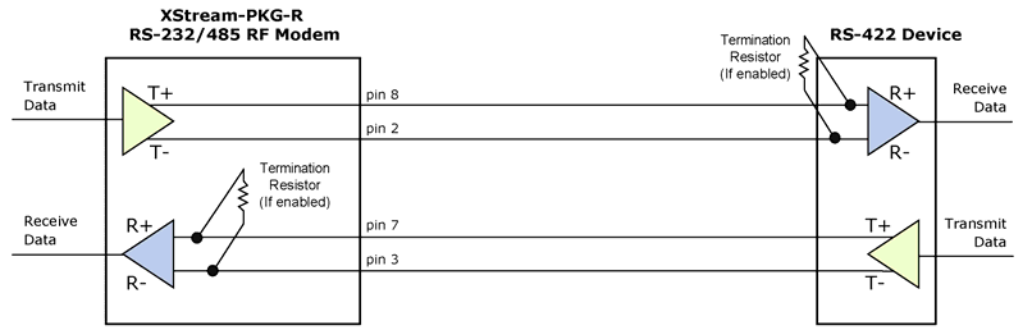 XStream-PKG-R
RS-232/485 RF Modem
RS-422 Device
Termination
Resistor
(If enabled)
Transmit
Data
T+
T-
pin 8
pin 2
R+
R-
Receive
Data
Termination
Resistor
(If enabled)
Receive
Data
R+
R-
pin 7
pin 3
T+
T-
Transmit
Data